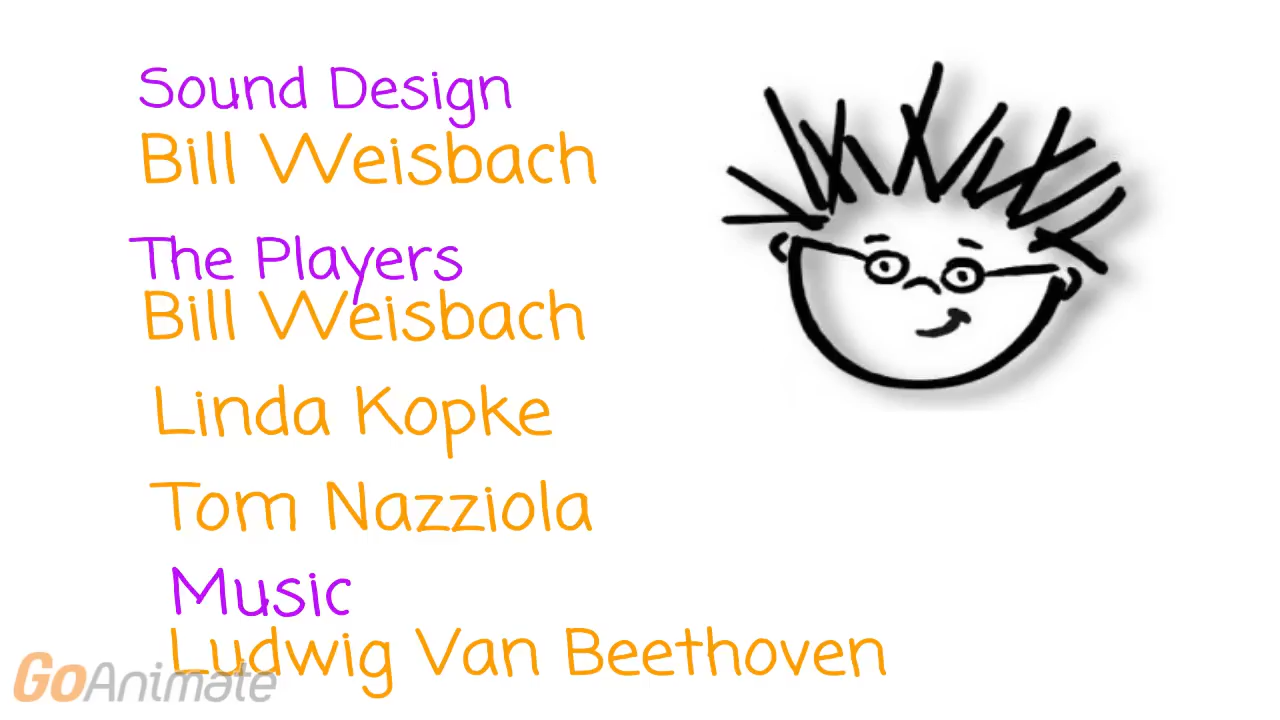 Sound Design
Bill Weisbach
The Players
Bill Weisbach
Linda Kopke
Tom Nazziola
Music
Ludwig Van Beethoven
GoAnimate